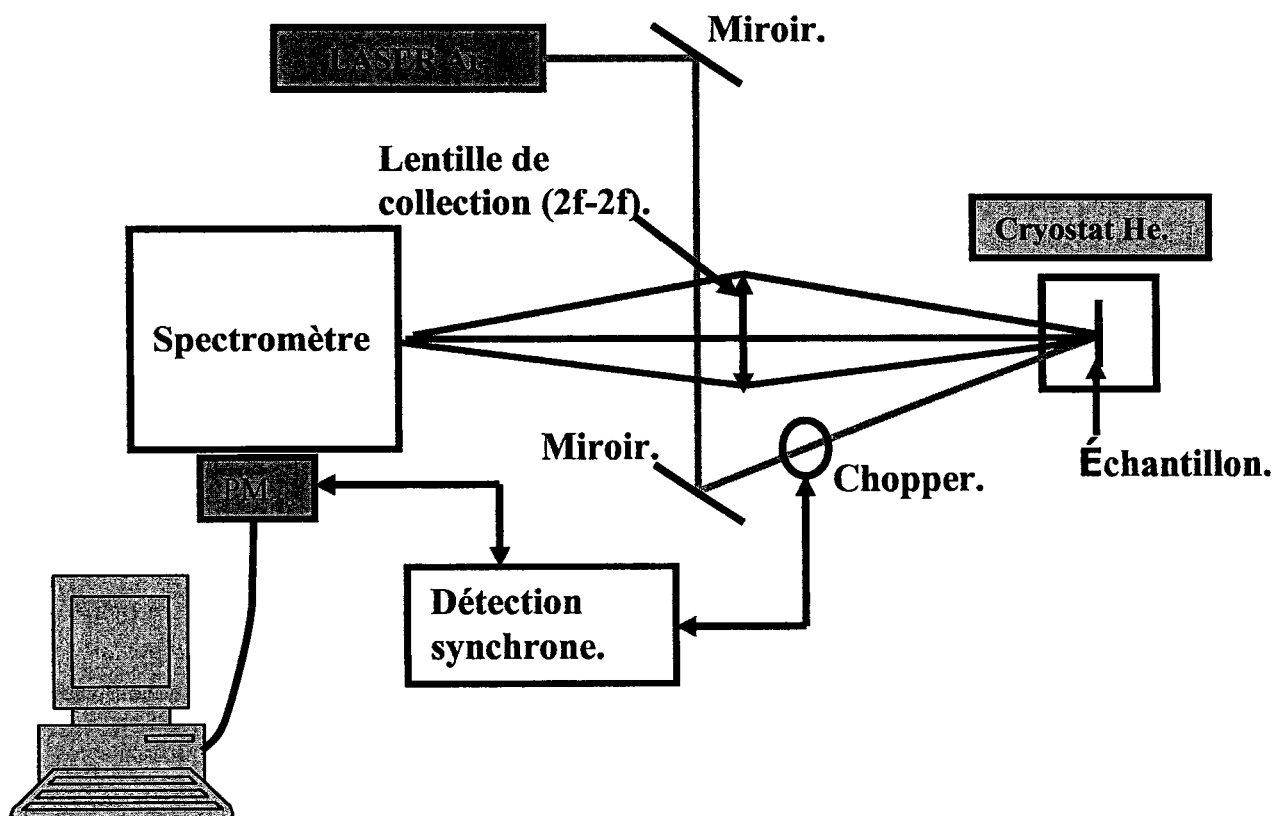 LASER Ar.
Miroir.
Lentille de
collection (2f-2f).
Cryostat He.
Spectromètre
Échantillon.
Miroir.
Chopper.
PM.
Détection
synchrone.